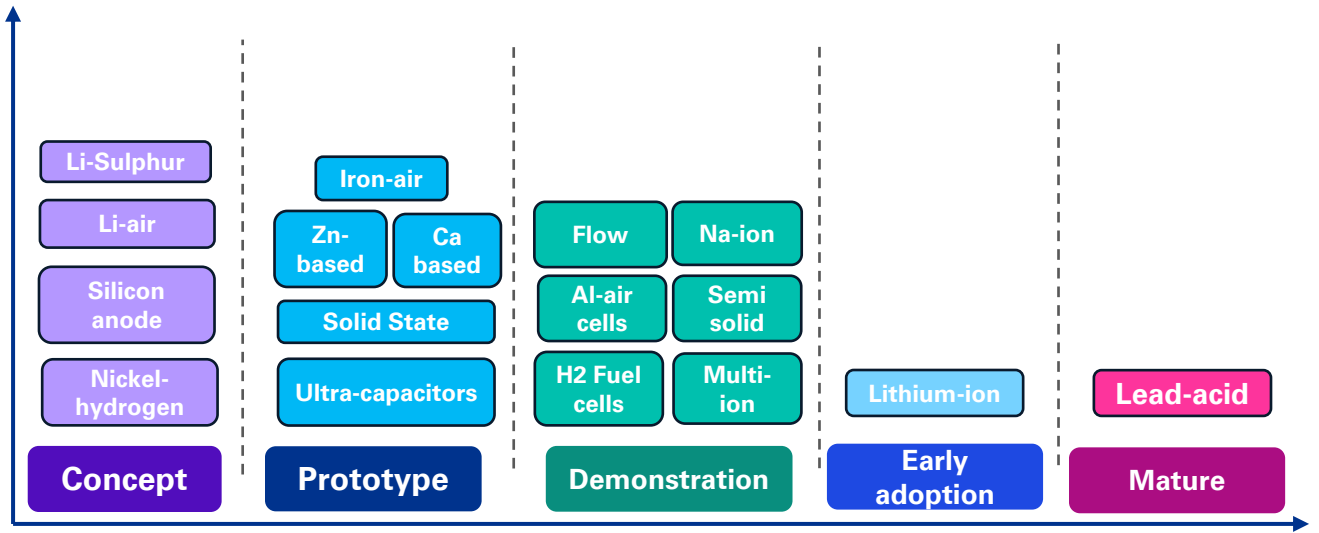 Li-Sulphur
Li-air
Silicon
anode
Nickel-
hydrogen
Concept
Iron-air
Zn-
based
Ca
based
Solid State
Ultra-capacitors
Prototype
Flow
Na-ion
Al-air
cells
Semi
solid
H2 Fuel
cells
Multi-
ion
Demonstration
Lithium-ion
Early
adoption
Lead-acid
Mature